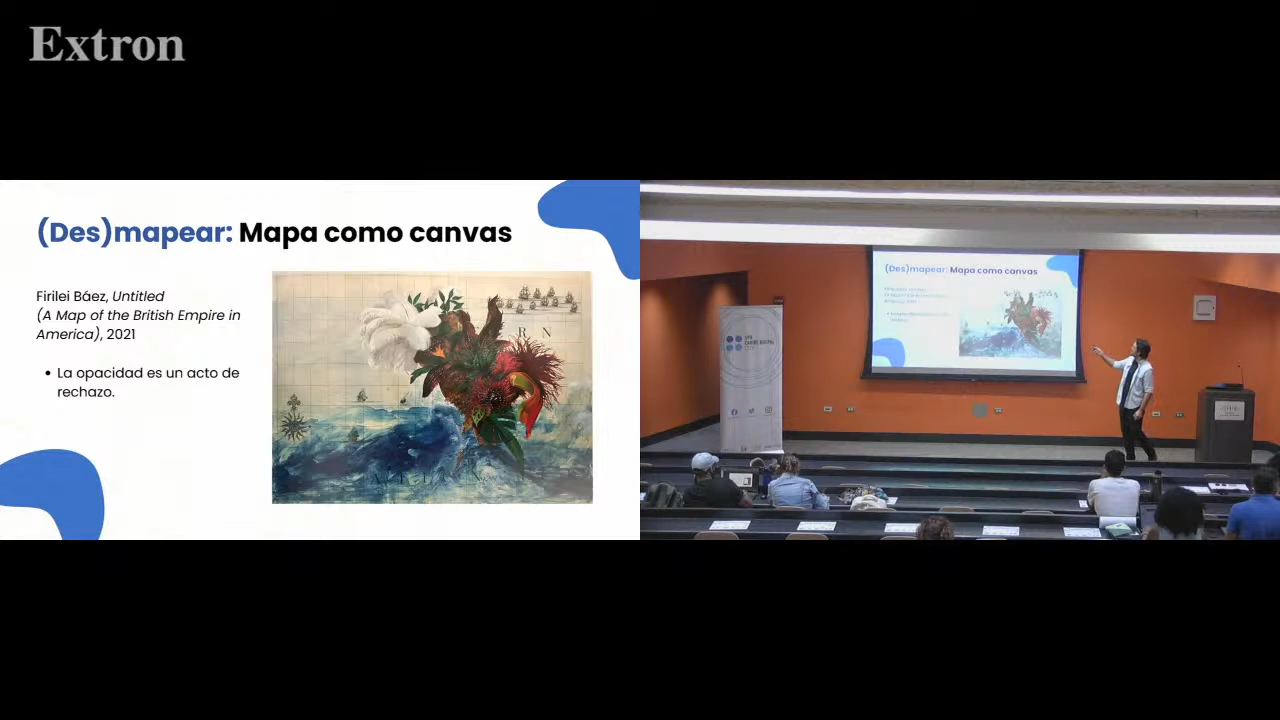 Extron
(Des)mapear: Mapa como canvas
Firilei Báez, Untitled
(A Map of the British Empire in
America), 2021
• La opacidad es un acto de
rechazo.
R N
(Des)mapear: Mapa como canvas